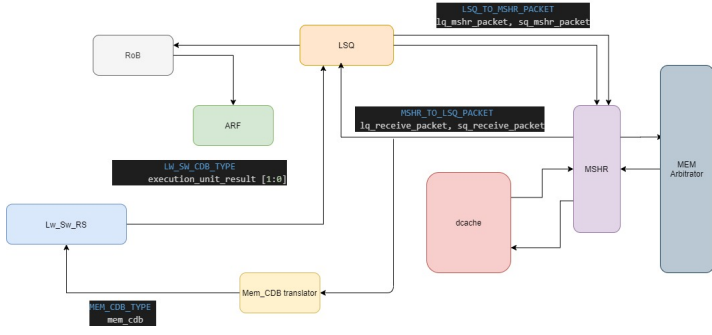 LSQ_TO_MSHR_PACKET
lq_mshr_packet, sq_mshr_packet
LSQ
RoB
ARF
MSHR_TO_LSQ_PACKET
lq_receive_packet, sq_receive_packet
MSHR
MEM
Arbitrator
LW_SW_CDB_TYPE
execution_unit_result [1:0]
Lw_Sw_RS
dcache
Mem_CDB translator
MEM_CDB_TYPE
mem_cdb